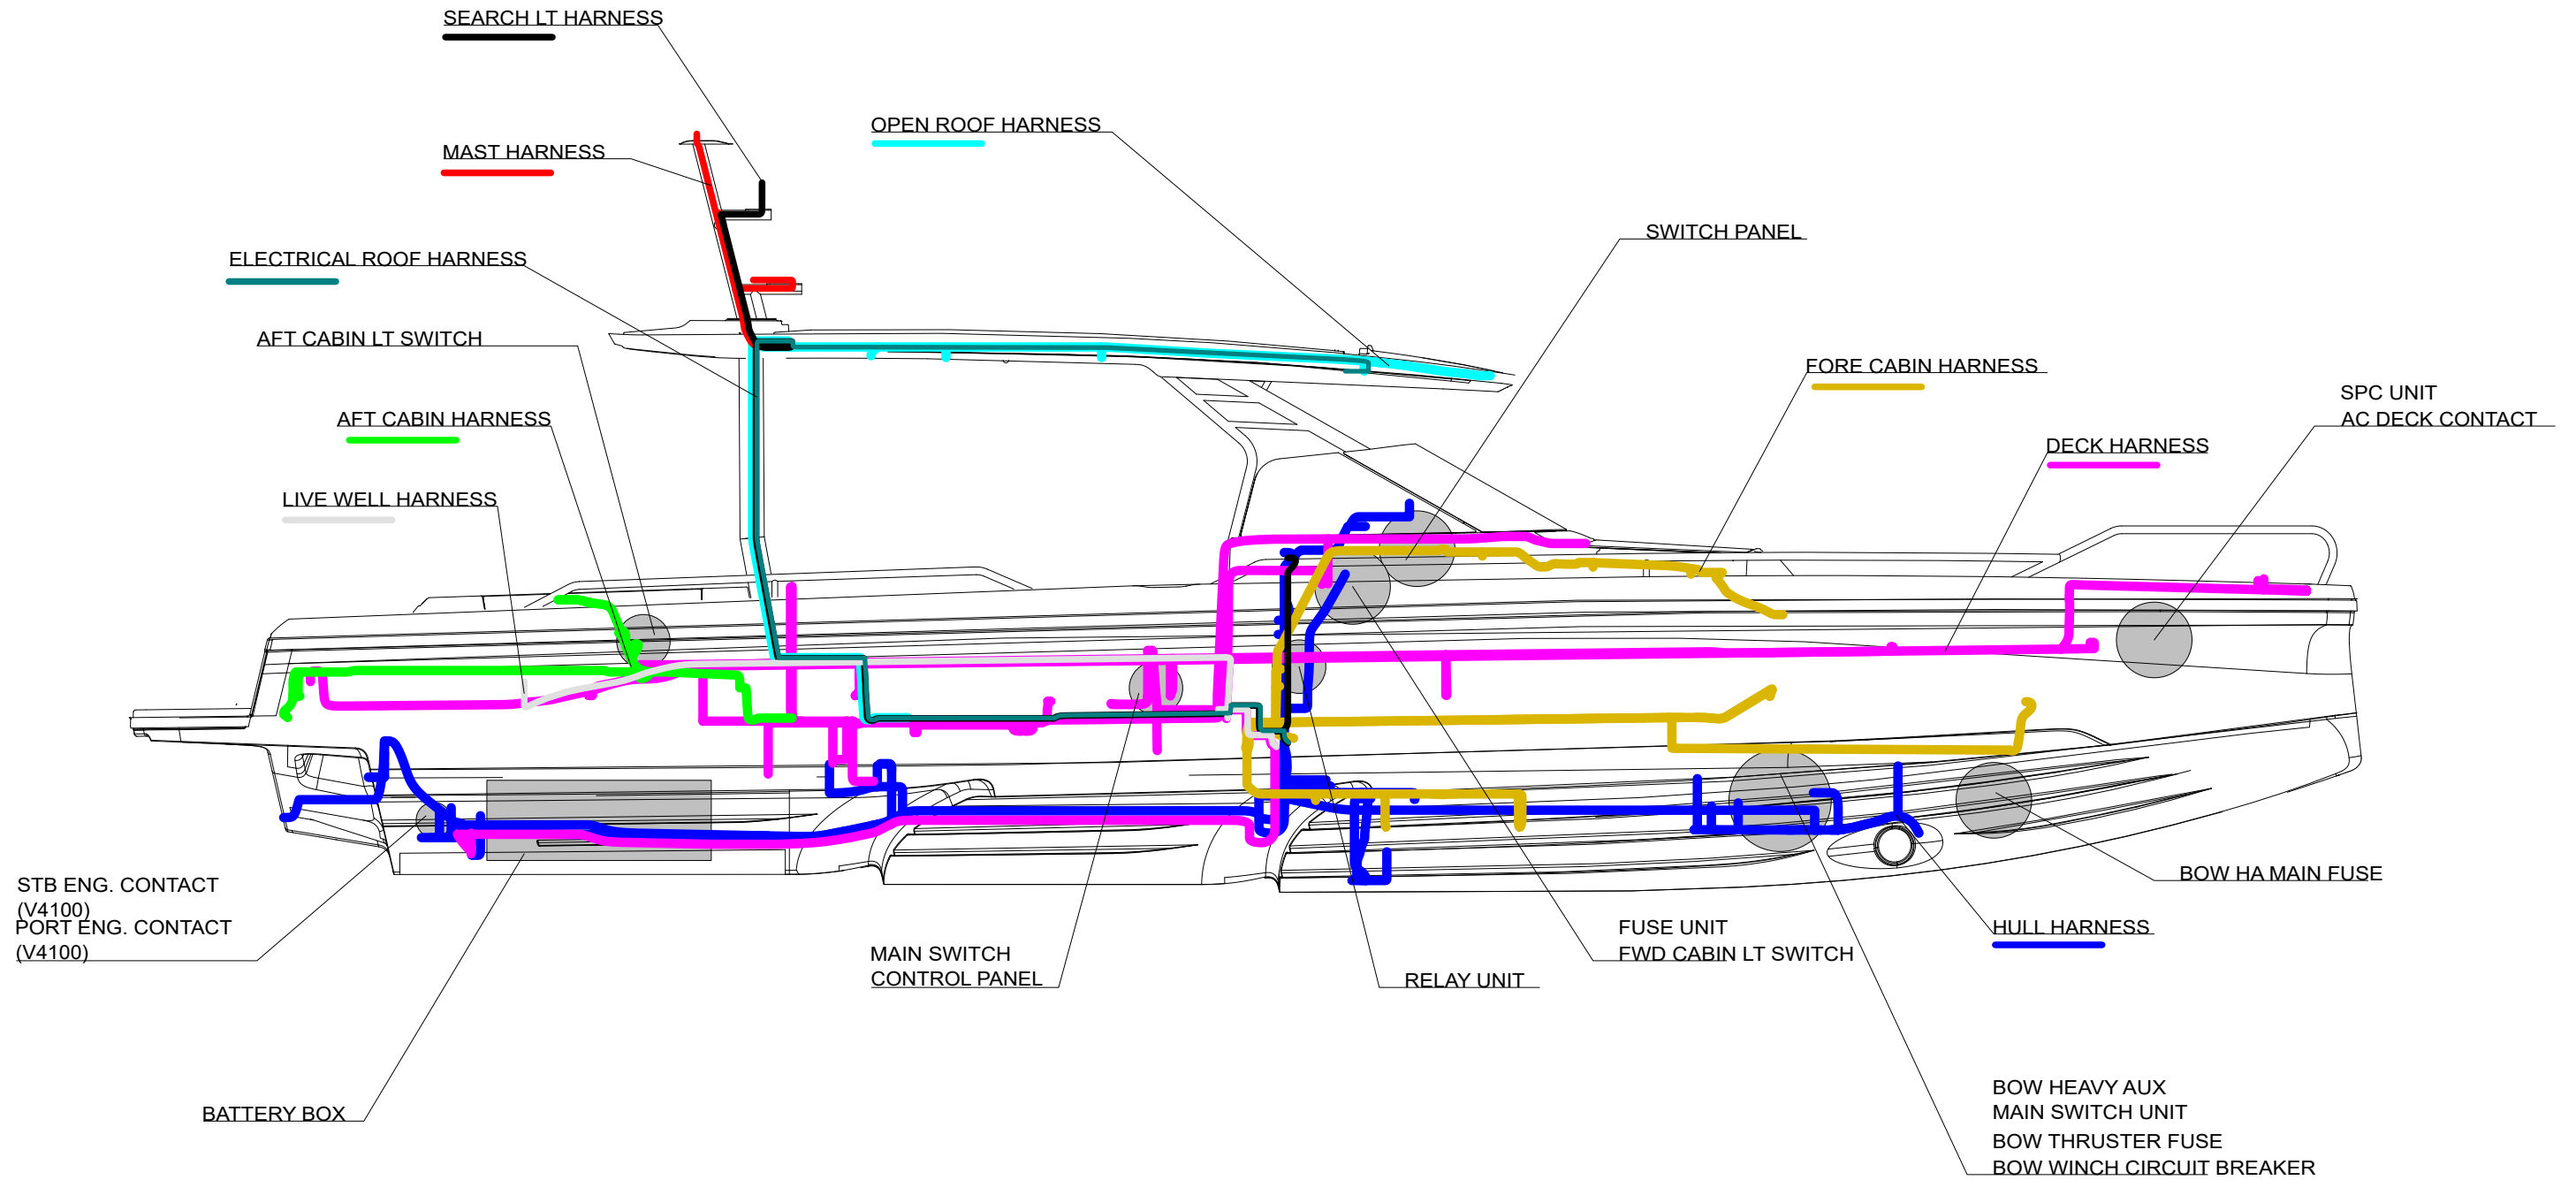 SEARCH LT HARNESS
OPEN ROOF HARNESS
MAST HARNESS
SWITCH PANEL
ELECTRICAL ROOF HARNESS
AFT CABIN LT SWITCH
FORE CABIN HARNESS
SPC UNIT
AC DECK CONTACT
AFT CABIN HARNESS
DECK HARNESS
LIVE WELL HARNESS
STB ENG. CONTACT
(V4100)
PORT ENG. CONTACT
(V4100)
MAIN SWITCH
CONTROL PANEL
RELAY UNIT
FUSE UNIT
FWD CABIN LT SWITCH
BOW HA MAIN FUSE
HULL HARNESS
BATTERY BOX
BOW HEAVY AUX
MAIN SWITCH UNIT
BOW THRUSTER FUSE
BOW WINCH CIRCUIT BREAKER